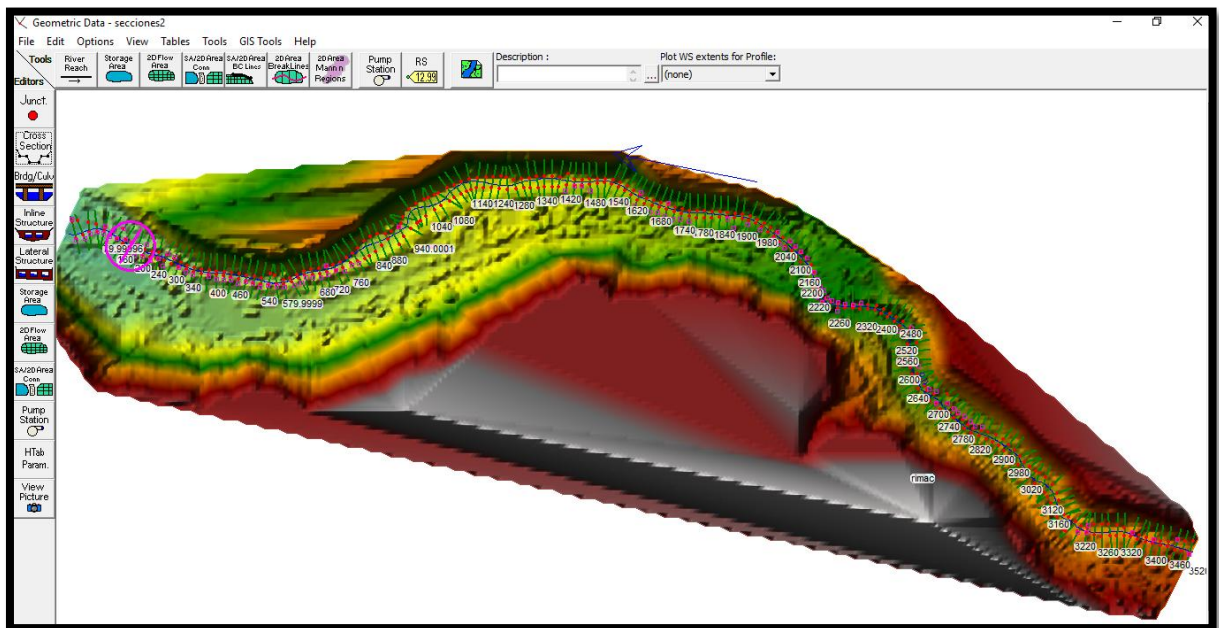 Geometric Data - secciones2
File Edit Options View Tables Tools GIS Tools Help
Tools
Editors
River Reach
Storage Area
2D Flow Area
SA/2D Area Conn
SA/2D Area BC Lines
2D Area BreakLines
2D Area Mann n Regions
Pump Station
RS
12.99
Description :
...
Plot WS extents for Profile:
(none)
Junct.
Cross Section
Brdg/Culv
Inline Structure
Lateral Structure
Storage Area
2D Flow Area
SA/2D Area Conn
Pump Station
HTab Param.
View Picture
160
200
240
300
340
400
460
540
579.9999
680
720
760
840
880
940.0001
1040
1080
1140
1240
1280
1340
1420
1480
1540
1620
1680
1740
1780
1840
1900
1980
2040
2100
2160
2200
2220
2260
2320
2400
2480
2520
2560
2600
2640
2700
2740
2780
2820
2900
2980
3020
3120
3160
3220
3260
3320
3400
3460
rimac